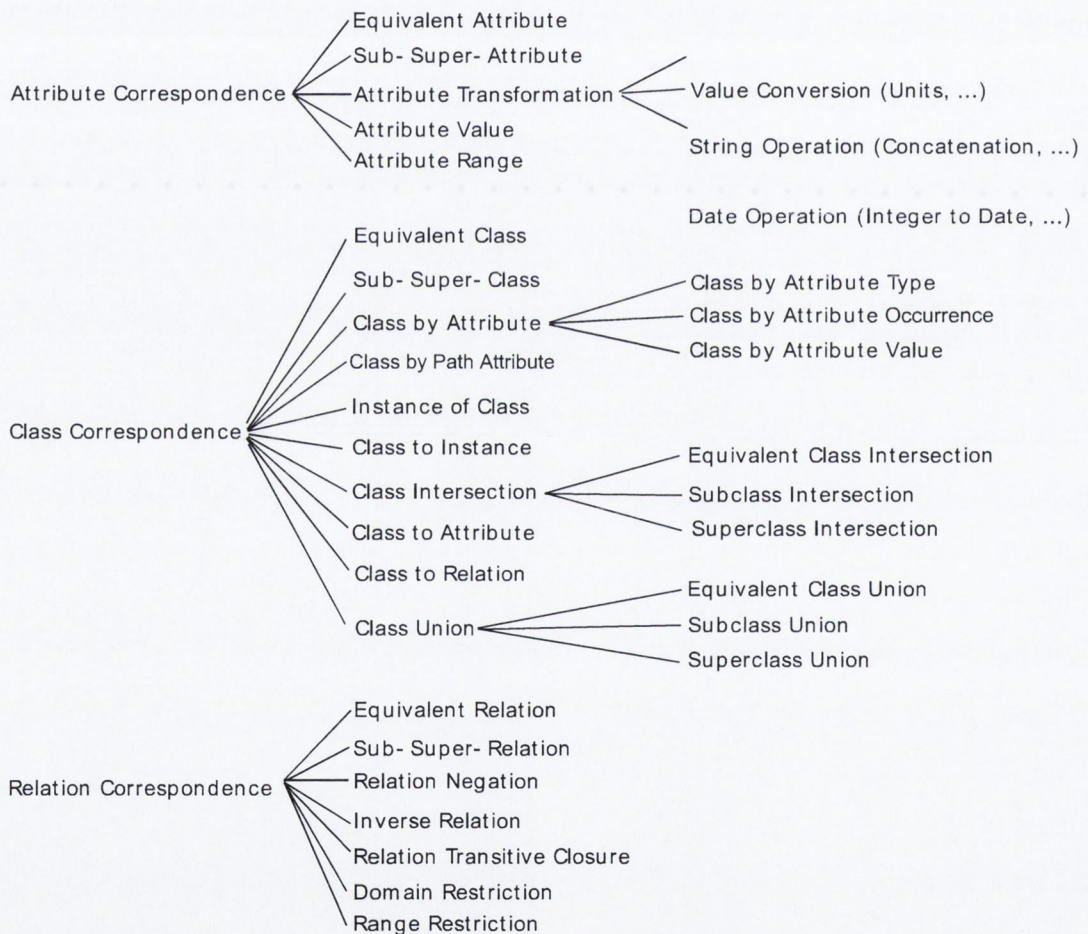 Attribute Correspondence
Equivalent Attribute
Sub- Super- Attribute
Attribute Transformation
Attribute Value
Attribute Range
Value Conversion (Units, ...)
String Operation (Concatenation, ...)
Date Operation (Integer to Date, ...)
Class Correspondence
Equivalent Class
Sub- Super- Class
Class by Attribute
Class by Path Attribute
Instance of Class
Class to Instance
Class Intersection
Class to Attribute
Class to Relation
Class Union
Class by Attribute Type
Class by Attribute Occurrence
Class by Attribute Value
Equivalent Class Intersection
Subclass Intersection
Superclass Intersection
Equivalent Class Union
Subclass Union
Superclass Union
Relation Correspondence
Equivalent Relation
Sub- Super- Relation
Relation Negation
Inverse Relation
Relation Transitive Closure
Domain Restriction
Range Restriction